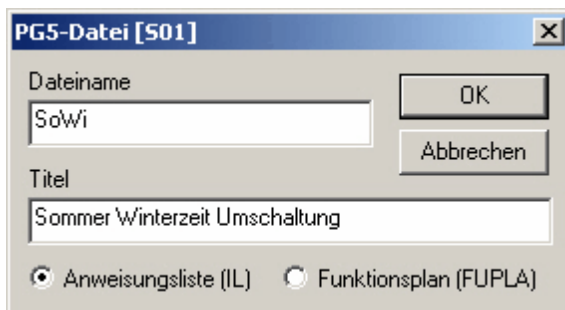 PG5-Datei [S01]
Dateiname
OK
SoWi
Abbrechen
Titel
Sommer Winterzeit Umschaltung
Anweisungsliste (IL) Funktionsplan (FUPLA)